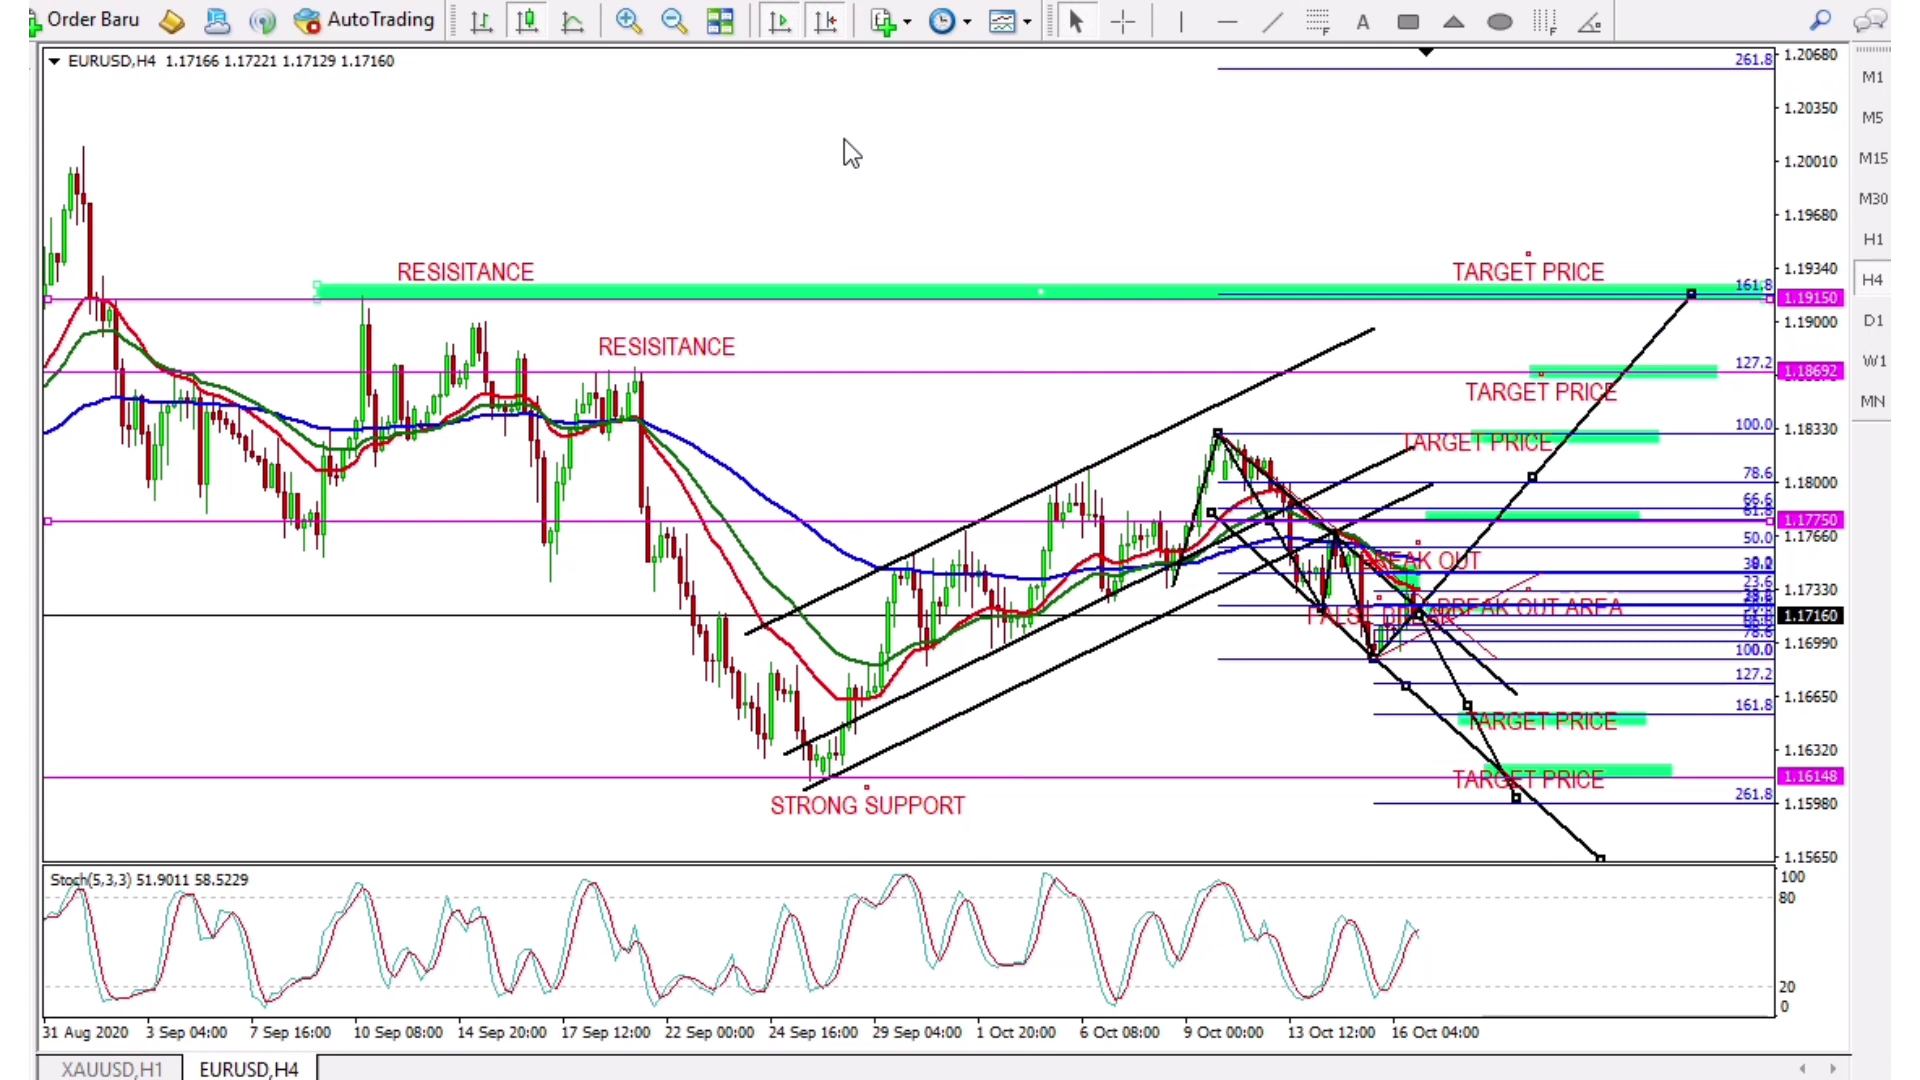 Order Baru AutoTrading
EURUSD,H4 1.17166 1.17221 1.17129 1.17160
RESISITANCE
RESISITANCE
STRONG SUPPORT
TARGET PRICE
TARGET PRICE
TARGET PRICE
BREAK OUT
BREAK OUT AREA
FALSE BREAK
TARGET PRICE
TARGET PRICE
261.8
161.8
127.2
100.0
78.6
61.8
50.0
23.6
78.6
100.0
127.2
161.8
261.8
1.20680
1.20350
1.20010
1.19680
1.19340
1.19150
1.19000
1.18692
1.18330
1.18000
1.17750
1.17660
1.17330
1.17160
1.16990
1.16650
1.16320
1.16148
1.15980
1.15650
M1
M5
M15
M30
H1
H4
D1
W1
MN
Stoch(5,3,3) 51.9011 58.5229
100
80
20
0
31 Aug 2020 3 Sep 04:00 7 Sep 16:00 10 Sep 08:00 14 Sep 20:00 17 Sep 12:00 22 Sep 00:00 24 Sep 16:00 29 Sep 04:00 1 Oct 20:00 6 Oct 08:00 9 Oct 00:00 13 Oct 12:00 16 Oct 04:00
XAUUSD,H1 EURUSD,H4